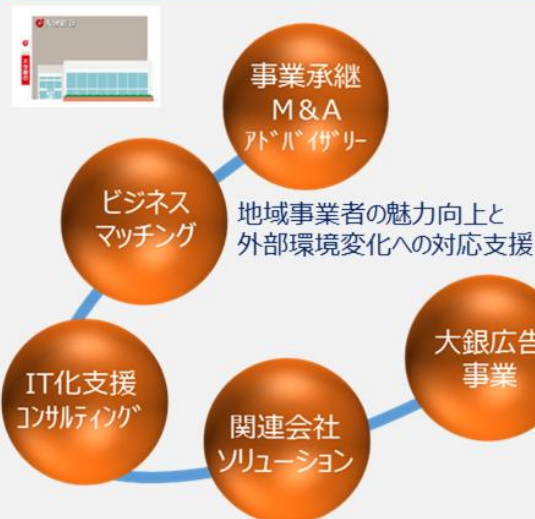 事業承継
M&A
アドバイザリー
ビジネス
マッチング
地域事業者の魅力向上と
外部環境変化への対応支援
大銀広告
事業
IT化支援
コンサルティング
関連会社
ソリューション